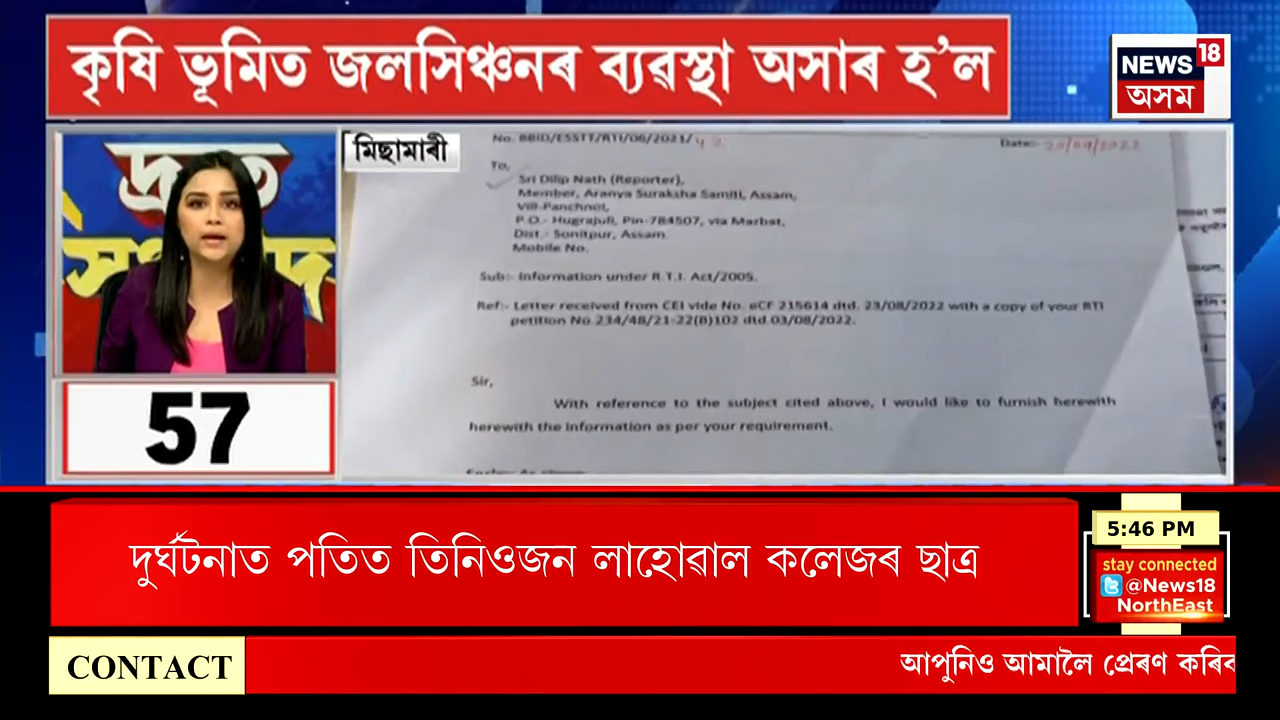 কৃষি ভূমিত জলসিঞ্চনৰ ব্যৱস্থা অসাৰ হ'ল
NEWS 18
অসম
দ্ৰুত
মিছামাৰী
No. BBID/ESSTT/RTI/06/2021/
Date:- 20/09/2022
To,
Sri Dilip Nath (Reporter),
Member, Aranya Suraksha Samiti, Assam,
Vill-Panchnoi,
P.O.- Hugrajuli, Pin-784507, via Marbat,
Dist.- Sonitpur, Assam.
Mobile No.
Sub:- Information under R.T.I. Act/2005.
Ref:- Letter received from CEI vide No. eCF 215614 dtd. 23/08/2022 with a copy of your RTI
petition No.234/48/21-22(B)102 dtd.03/08/2022.
Sir,
With reference to the subject cited above, I would like to furnish herewith
herewith the information as per your requirement.
57
দুৰ্ঘটনাত পতিত তিনিওজন লাহোৱাল কলেজৰ ছাত্ৰ
5:46 PM
stay connected
@News18
NorthEast
CONTACT
আপুনিও আমালৈ প্ৰেৰণ কৰিব